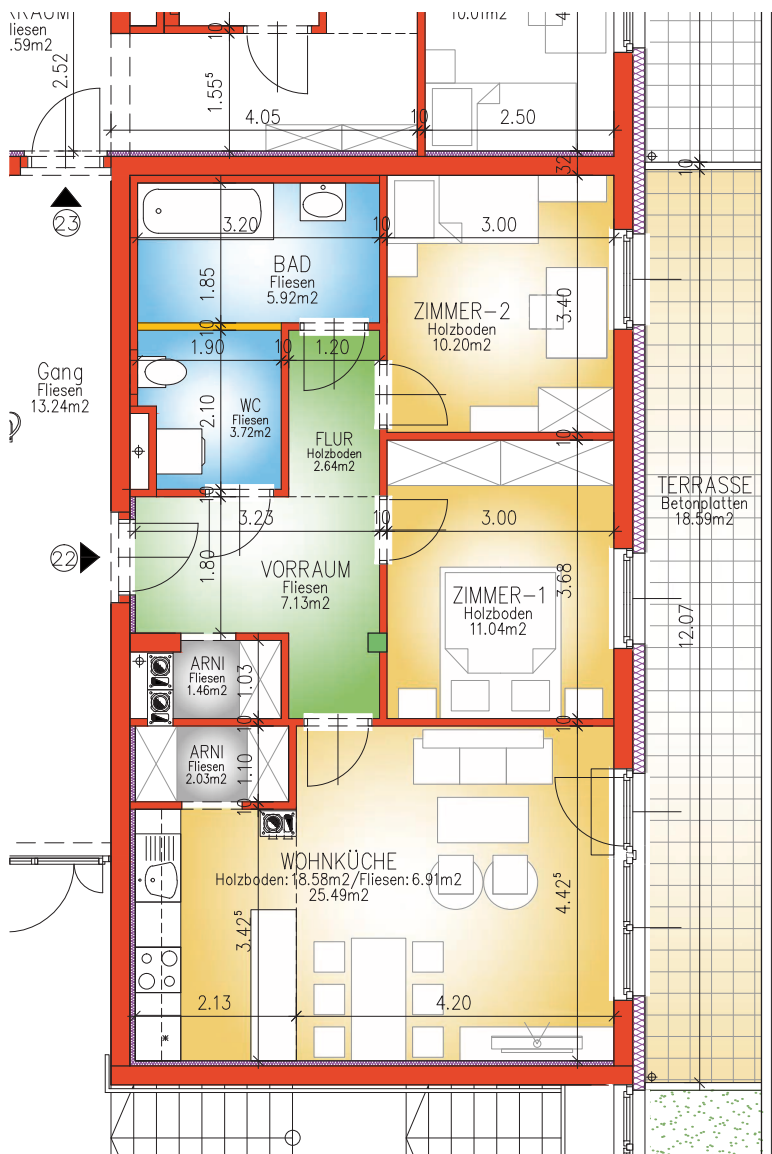 liesen
.59m2
2.52
10
1.55⁵
10.01m2
4
4.05
10
2.50
32
10
23
3.20
10
3.00
BAD
Fliesen
5.92m2
1.85
ZIMMER-2
Holzboden
10.20m2
3.40
10
1.90
10
1.20
Gang
Fliesen
13.24m2
2.10
WC
Fliesen
3.72m2
FLUR
Holzboden
2.64m2
10
TERRASSE
Betonplatten
18.59m2
10
3.23
10
3.00
22
1.80
VORRAUM
Fliesen
7.13m2
ZIMMER-1
Holzboden
11.04m2
3.68
12.07
ARNI
Fliesen
1.46m2
1.03
10
10
ARNI
Fliesen
2.03m2
1.10
10
WOHNKÜCHE
Holzboden: 18.58m2/Fliesen: 6.91m2
25.49m2
3.42⁵
4.42⁵
2.13
4.20